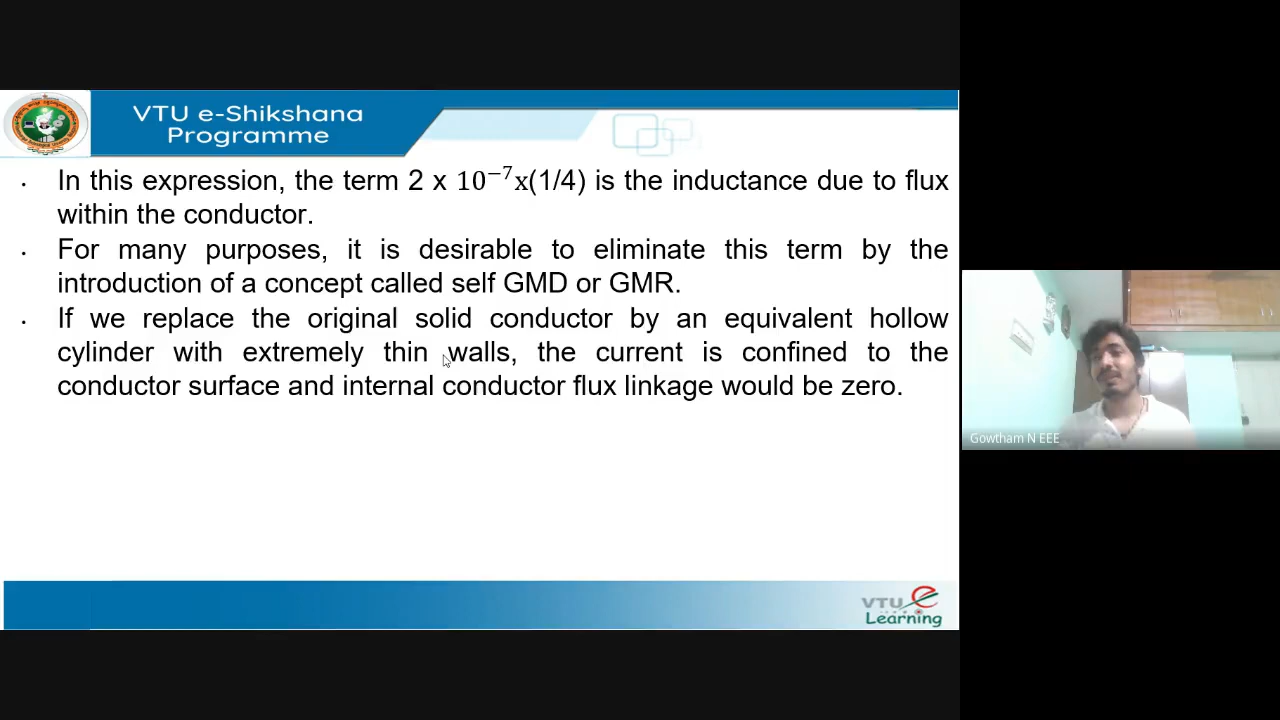 VTU e-Shikshana
Programme
• In this expression, the term 2 x 10⁻⁷x(1/4) is the inductance due to flux
within the conductor.
• For many purposes, it is desirable to eliminate this term by the
introduction of a concept called self GMD or GMR.
• If we replace the original solid conductor by an equivalent hollow
cylinder with extremely thin walls, the current is confined to the
conductor surface and internal conductor flux linkage would be zero.
Gowtham N EEE
VTU e
Learning